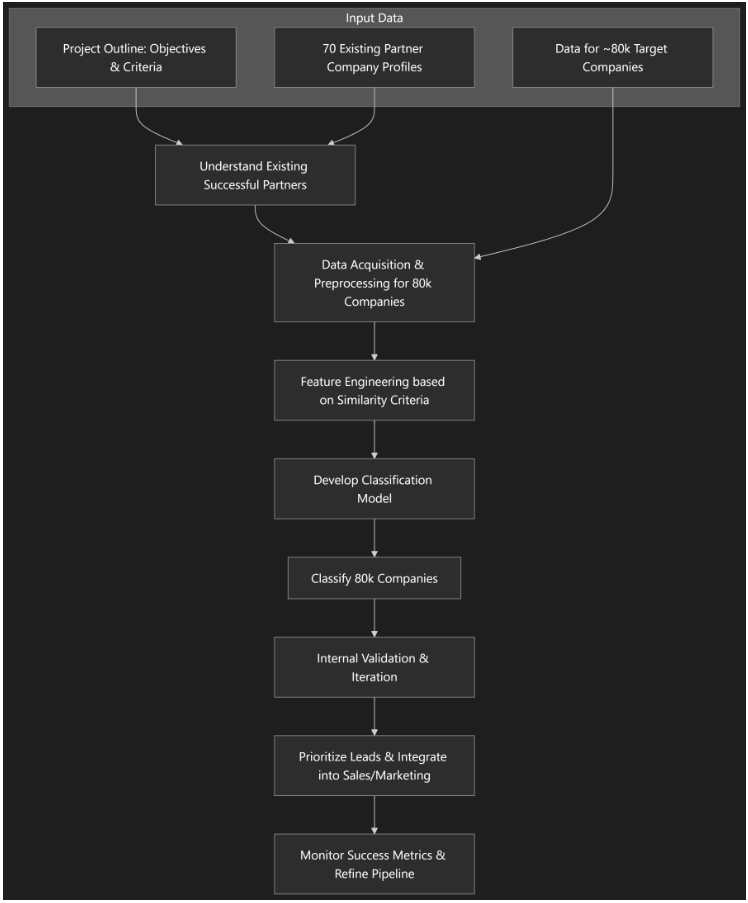 Input Data
Project Outline: Objectives
& Criteria
70 Existing Partner
Company Profiles
Data for ~80k Target
Companies
Understand Existing
Successful Partners
Data Acquisition &
Preprocessing for 80k
Companies
Feature Engineering based
on Similarity Criteria
Develop Classification
Model
Classify 80k Companies
Internal Validation &
Iteration
Prioritize Leads & Integrate
into Sales/Marketing
Monitor Success Metrics &
Refine Pipeline